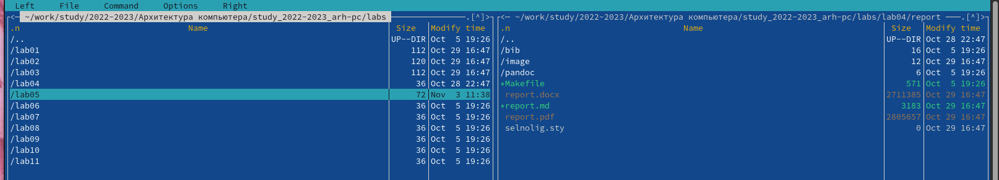 Left File Command Options Right
<─ ~/work/study/2022-2023/Архитектура компьютера/study_2022-2023_arh-pc/labs ─.[^]>
.n Name Size Modify time
/.. UP--DIR Oct 5 19:26
/lab01 112 Oct 29 16:47
/lab02 120 Oct 29 16:47
/lab03 112 Oct 29 16:47
/lab04 36 Oct 28 22:47
/lab05 72 Nov 3 11:38
/lab06 36 Oct 5 19:26
/lab07 36 Oct 5 19:26
/lab08 36 Oct 5 19:26
/lab09 36 Oct 5 19:26
/lab10 36 Oct 5 19:26
/lab11 36 Oct 5 19:26
<─ ~/work/study/2022-2023/Архитектура компьютера/study_2022-2023_arh-pc/labs/lab04/report ─.[^]>
.n Name Size Modify time
/.. UP--DIR Oct 28 22:47
/bib 16 Oct 5 19:26
/image 12 Oct 29 16:47
/pandoc 6 Oct 5 19:26
*Makefile 571 Oct 5 19:26
report.docx 2711385 Oct 29 16:47
*report.md 3183 Oct 29 16:47
report.pdf 2805657 Oct 29 16:47
selnolig.sty 0 Oct 29 16:47